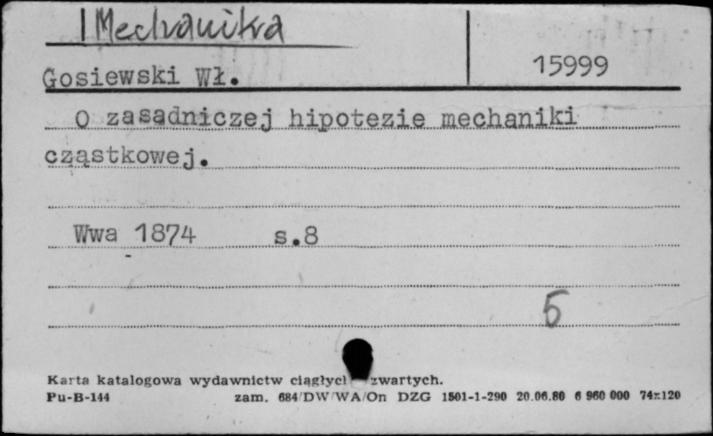 Mechanika
Gosiewski Wł.
15999
O zasadniczej hipotezie mechaniki
cząstkowej.
Wwa 1874 s.8
5
Karta katalogowa wydawnictw ciągłych zwartych.
Pu-B-144 zam. 684/DW/WA/On DZG 1501-1-290 20.06.80 6 960 000 74x120